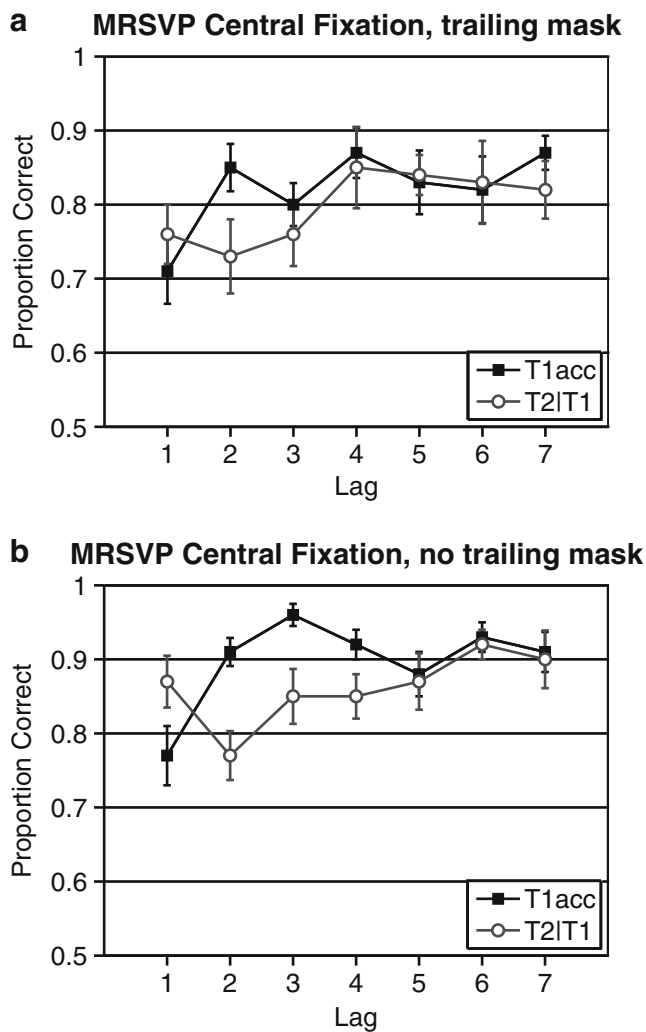 a MRSVP Central Fixation, trailing mask
1
0.9
0.8
0.7
0.6
0.5
Proportion Correct
T1acc
T2|T1
1 2 3 4 5 6 7
Lag
b MRSVP Central Fixation, no trailing mask
1
0.9
0.8
0.7
0.6
0.5
Proportion Correct
T1acc
T2|T1
1 2 3 4 5 6 7
Lag